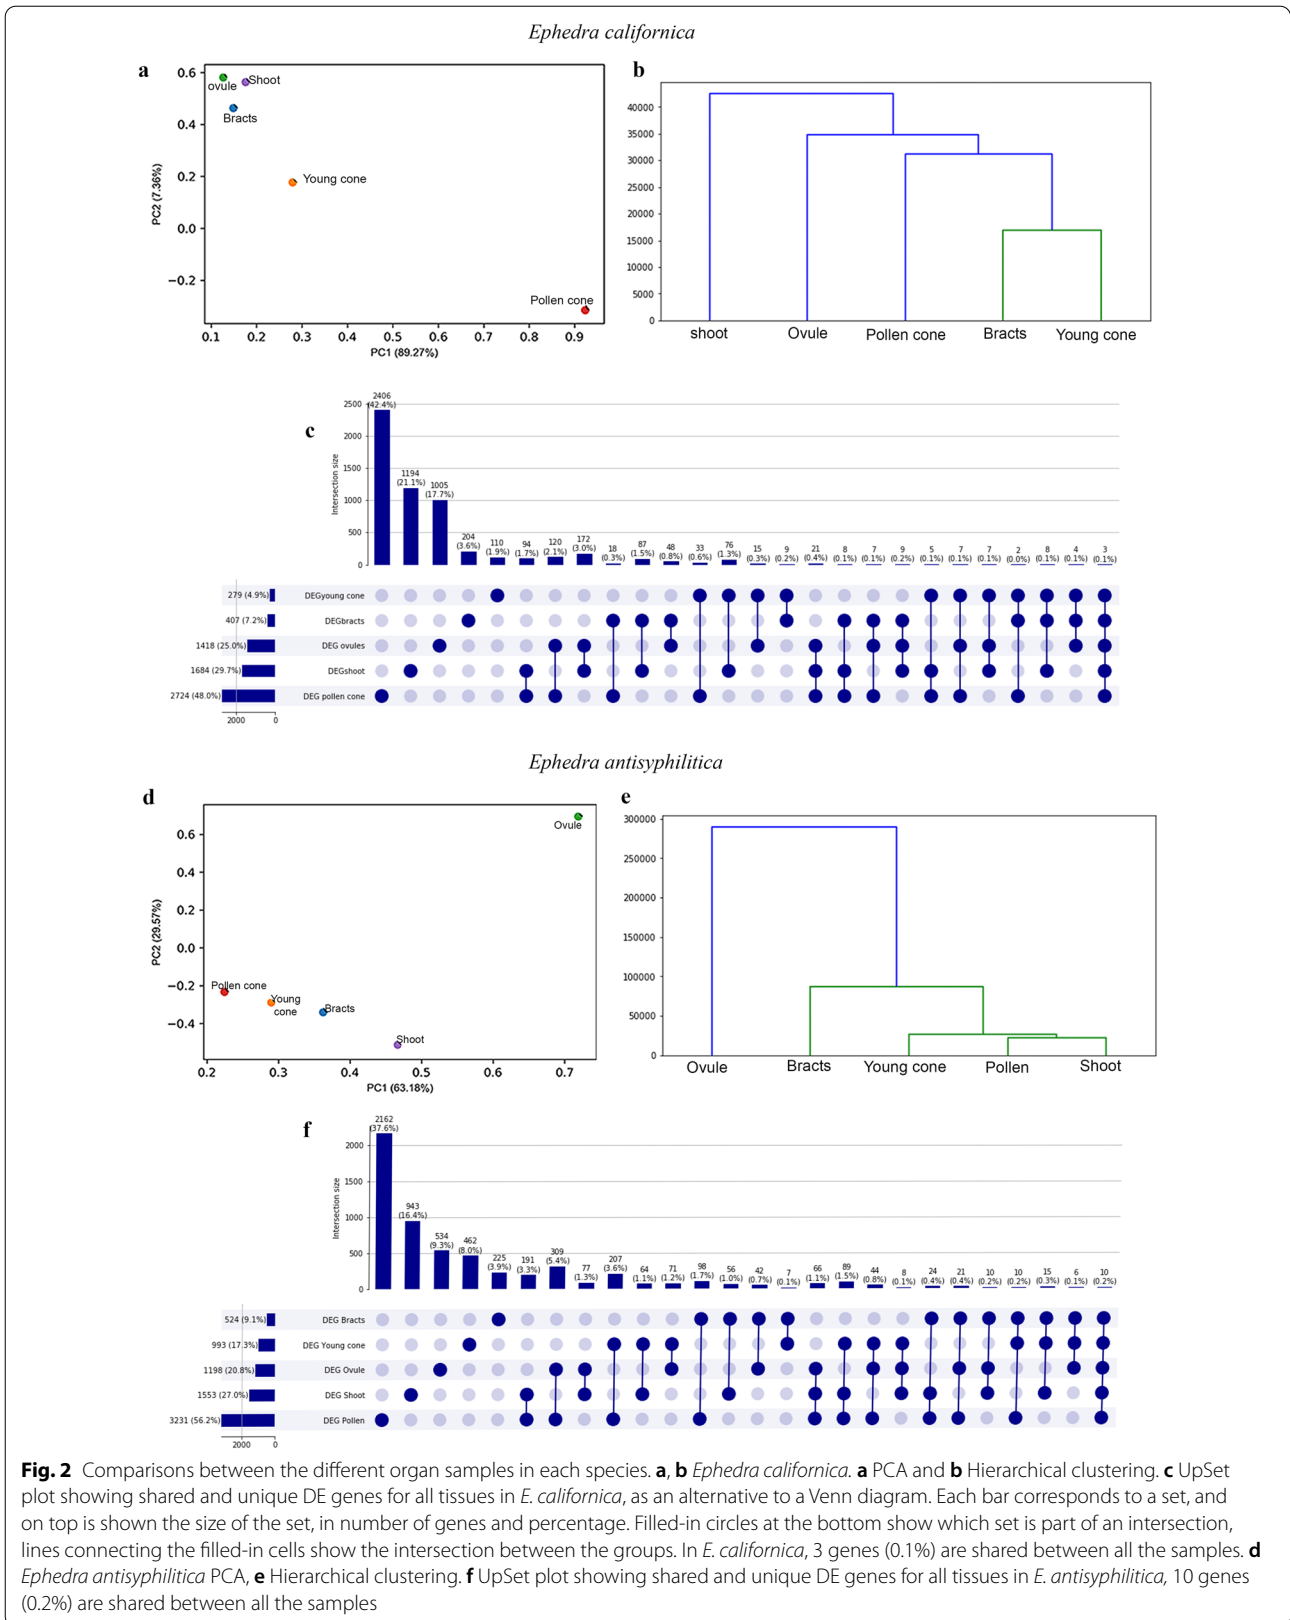 Ephedra californica
a
0.6
0.4
0.2
0.0
−0.2
PC2 (7.36%)
ovule
Shoot
Bracts
Young cone
Pollen cone
0.1 0.2 0.3 0.4 0.5 0.6 0.7 0.8 0.9
PC1 (89.27%)
b
40000
35000
30000
25000
20000
15000
10000
5000
0
shoot Ovule Pollen cone Bracts Young cone
c
Intersection size
2500
2000
1500
1000
500
0
2406 1194 1005 204 110 94 120 172 18 87 48 33 76 15 9 21 8 7 9 5 7 7 2 8 4 3
(42.4%) (21.1%) (17.7%) (3.6%) (1.9%) (1.7%) (2.1%) (3.0%) (0.3%) (1.5%) (0.8%) (0.6%) (1.3%) (0.3%) (0.2%) (0.4%) (0.1%) (0.1%) (0.2%) (0.1%) (0.1%) (0.1%) (0.0%) (0.1%) (0.1%) (0.1%)
279 (4.9%) DEGyoung cone
407 (7.2%) DEGbracts
1418 (25.0%) DEG ovules
1684 (29.7%) DEGshoot
2724 (48.0%) DEG pollen cone
2000 0
Ephedra antisyphilitica
d
0.6
0.4
0.2
0.0
−0.2
−0.4
PC2 (29.57%)
Ovule
Pollen cone
Young
cone
Bracts
Shoot
0.2 0.3 0.4 0.5 0.6 0.7
PC1 (63.18%)
e
300000
250000
200000
150000
100000
50000
0
Ovule Bracts Young cone Pollen Shoot
f
Intersection size
2000
1500
1000
500
0
2162 943 534 462 225 191 309 77 207 64 71 98 56 42 7 66 89 44 8 24 21 10 10 15 6 10
(37.6%) (16.4%) (9.3%) (8.0%) (3.9%) (3.3%) (5.4%) (1.3%) (3.6%) (1.1%) (1.2%) (1.7%) (1.0%) (0.7%) (0.1%) (1.1%) (1.5%) (0.8%) (0.1%) (0.4%) (0.4%) (0.2%) (0.2%) (0.3%) (0.1%) (0.2%)
524 (9.1%) DEG Bracts
993 (17.3%) DEG Young cone
1198 (20.8%) DEG Ovule
1553 (27.0%) DEG Shoot
3231 (56.2%) DEG Pollen
2000 0
Fig. 2 Comparisons between the different organ samples in each species. a, b Ephedra californica. a PCA and b Hierarchical clustering. c UpSet
plot showing shared and unique DE genes for all tissues in E. californica, as an alternative to a Venn diagram. Each bar corresponds to a set, and
on top is shown the size of the set, in number of genes and percentage. Filled-in circles at the bottom show which set is part of an intersection,
lines connecting the filled-in cells show the intersection between the groups. In E. californica, 3 genes (0.1%) are shared between all the samples. d
Ephedra antisyphilitica PCA, e Hierarchical clustering. f UpSet plot showing shared and unique DE genes for all tissues in E. antisyphilitica, 10 genes
(0.2%) are shared between all the samples